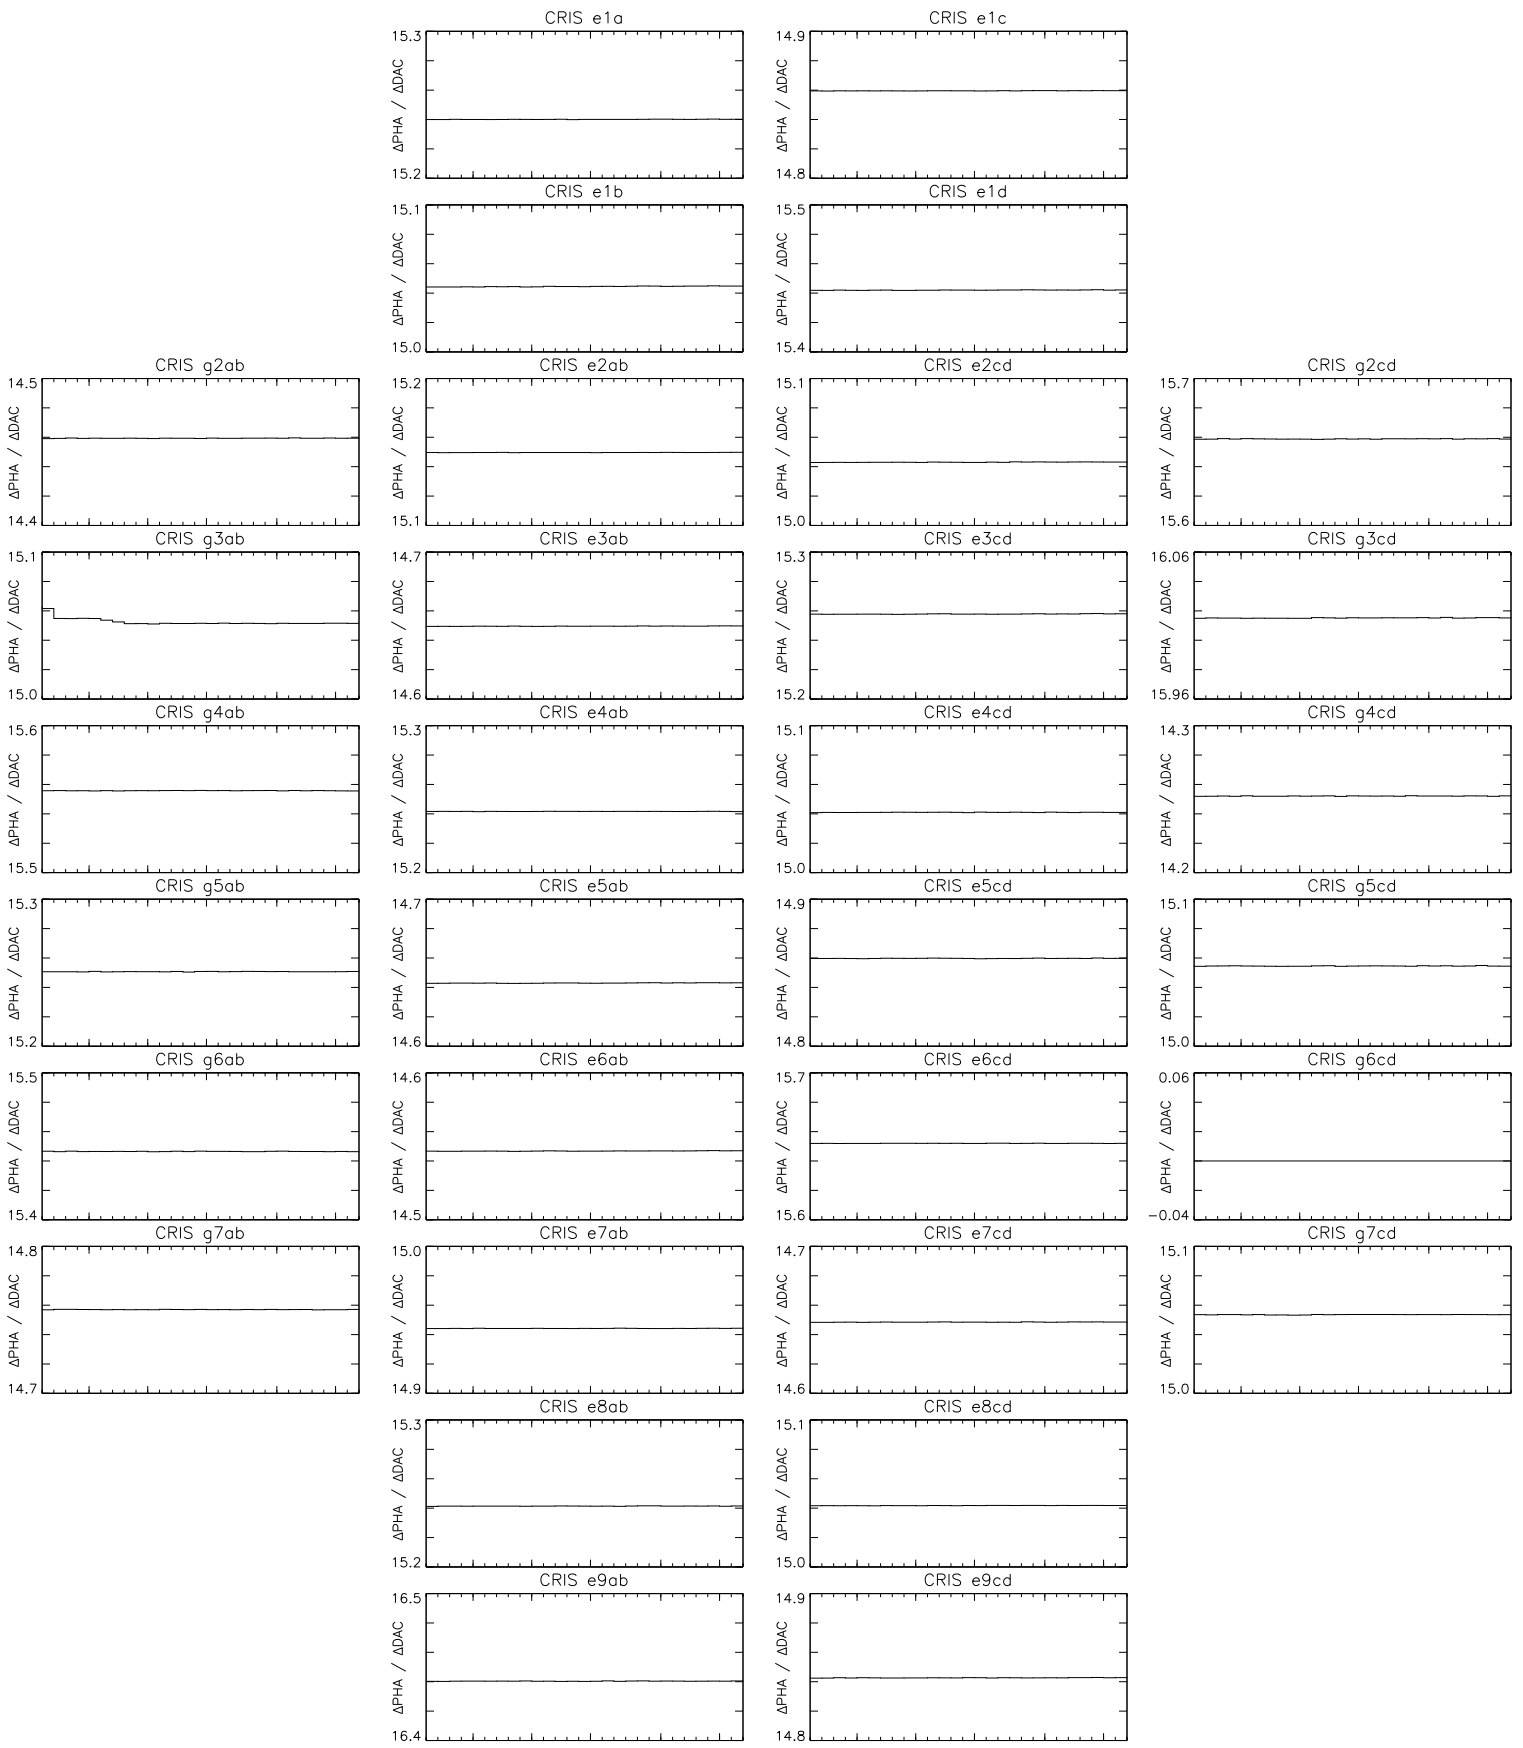 CRIS e1a
15.3
ΔPHA / ΔDAC
15.2
CRIS e1c
14.9
ΔPHA / ΔDAC
14.8
CRIS e1b
15.1
ΔPHA / ΔDAC
15.0
CRIS e1d
15.5
ΔPHA / ΔDAC
15.4
CRIS g2ab
14.5
ΔPHA / ΔDAC
14.4
CRIS e2ab
15.2
ΔPHA / ΔDAC
15.1
CRIS e2cd
15.1
ΔPHA / ΔDAC
15.0
CRIS g2cd
15.7
ΔPHA / ΔDAC
15.6
CRIS g3ab
15.1
ΔPHA / ΔDAC
15.0
CRIS e3ab
14.7
ΔPHA / ΔDAC
14.6
CRIS e3cd
15.3
ΔPHA / ΔDAC
15.2
CRIS g3cd
16.06
ΔPHA / ΔDAC
15.96
CRIS g4ab
15.6
ΔPHA / ΔDAC
15.5
CRIS e4ab
15.3
ΔPHA / ΔDAC
15.2
CRIS e4cd
15.1
ΔPHA / ΔDAC
15.0
CRIS g4cd
14.3
ΔPHA / ΔDAC
14.2
CRIS g5ab
15.3
ΔPHA / ΔDAC
15.2
CRIS e5ab
14.7
ΔPHA / ΔDAC
14.6
CRIS e5cd
14.9
ΔPHA / ΔDAC
14.8
CRIS g5cd
15.1
ΔPHA / ΔDAC
15.0
CRIS g6ab
15.5
ΔPHA / ΔDAC
15.4
CRIS e6ab
14.6
ΔPHA / ΔDAC
14.5
CRIS e6cd
15.7
ΔPHA / ΔDAC
15.6
CRIS g6cd
0.06
ΔPHA / ΔDAC
−0.04
CRIS g7ab
14.8
ΔPHA / ΔDAC
14.7
CRIS e7ab
15.0
ΔPHA / ΔDAC
14.9
CRIS e7cd
14.7
ΔPHA / ΔDAC
14.6
CRIS g7cd
15.1
ΔPHA / ΔDAC
15.0
CRIS e8ab
15.3
ΔPHA / ΔDAC
15.2
CRIS e8cd
15.1
ΔPHA / ΔDAC
15.0
CRIS e9ab
16.5
ΔPHA / ΔDAC
16.4
CRIS e9cd
14.9
ΔPHA / ΔDAC
14.8